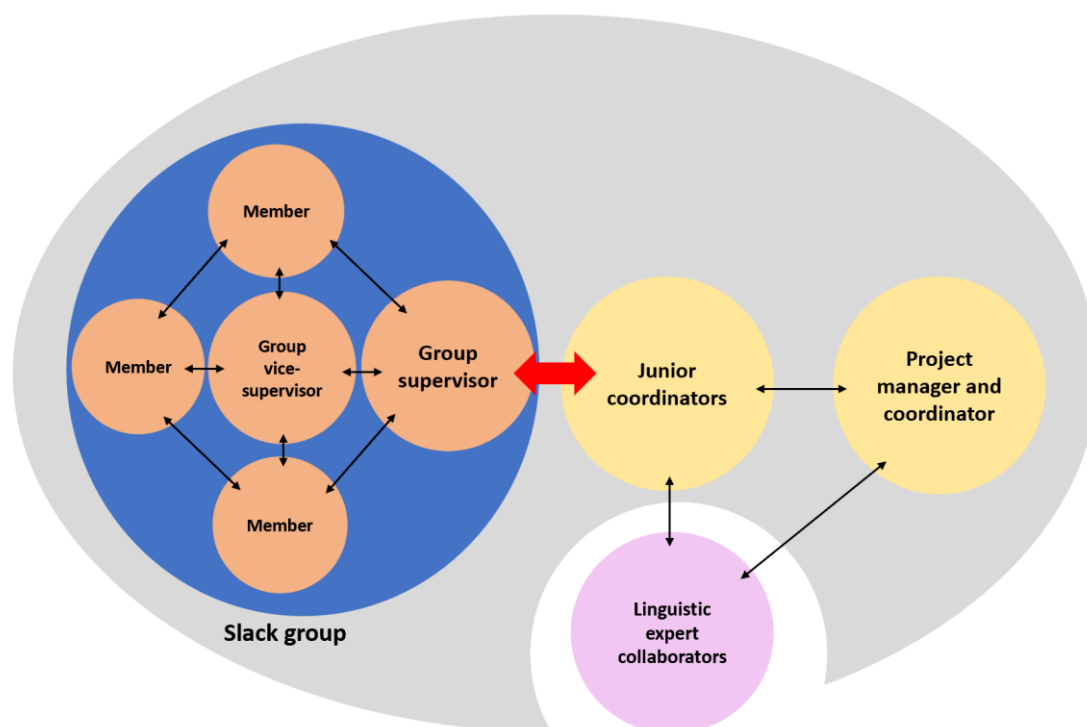 Member
Member
Group
vice-
supervisor
Group
supervisor
Member
Slack group
Junior
coordinators
Project
manager and
coordinator
Linguistic
expert
collaborators